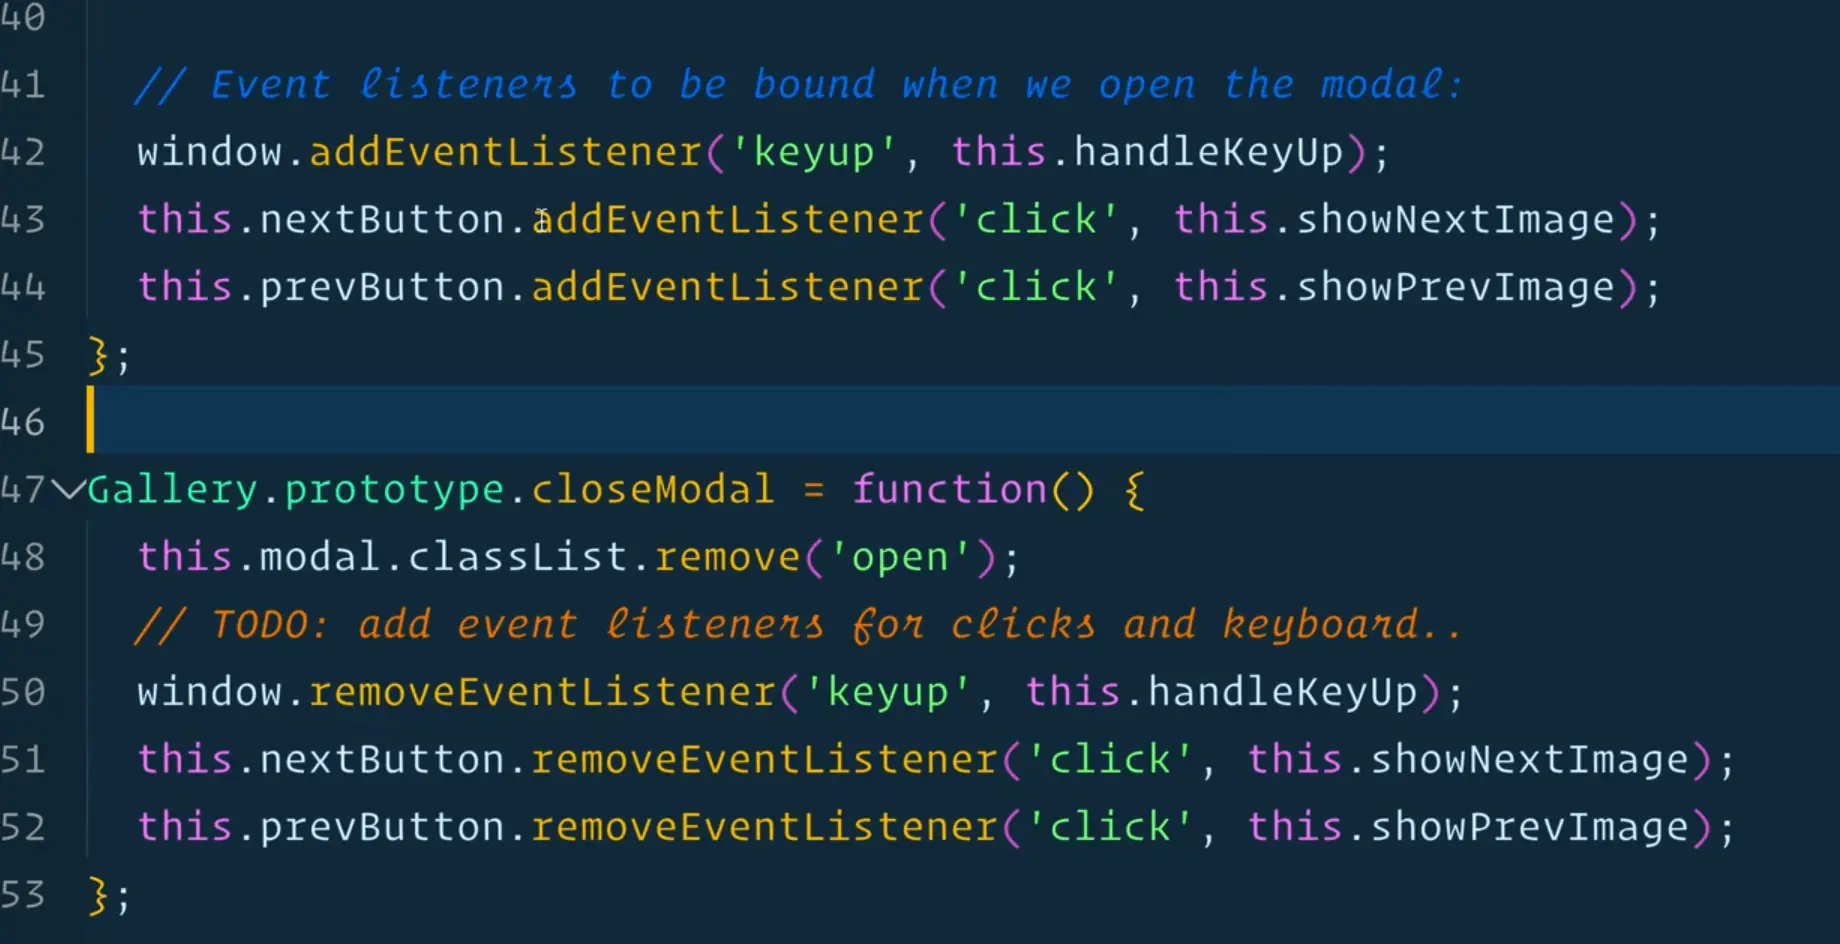 40
41 // Event listeners to be bound when we open the modal:
42 window.addEventListener('keyup', this.handleKeyUp);
43 this.nextButton.addEventListener('click', this.showNextImage);
44 this.prevButton.addEventListener('click', this.showPrevImage);
45 };
46
47 Gallery.prototype.closeModal = function() {
48 this.modal.classList.remove('open');
49 // TODO: add event listeners for clicks and keyboard..
50 window.removeEventListener('keyup', this.handleKeyUp);
51 this.nextButton.removeEventListener('click', this.showNextImage);
52 this.prevButton.removeEventListener('click', this.showPrevImage);
53 };